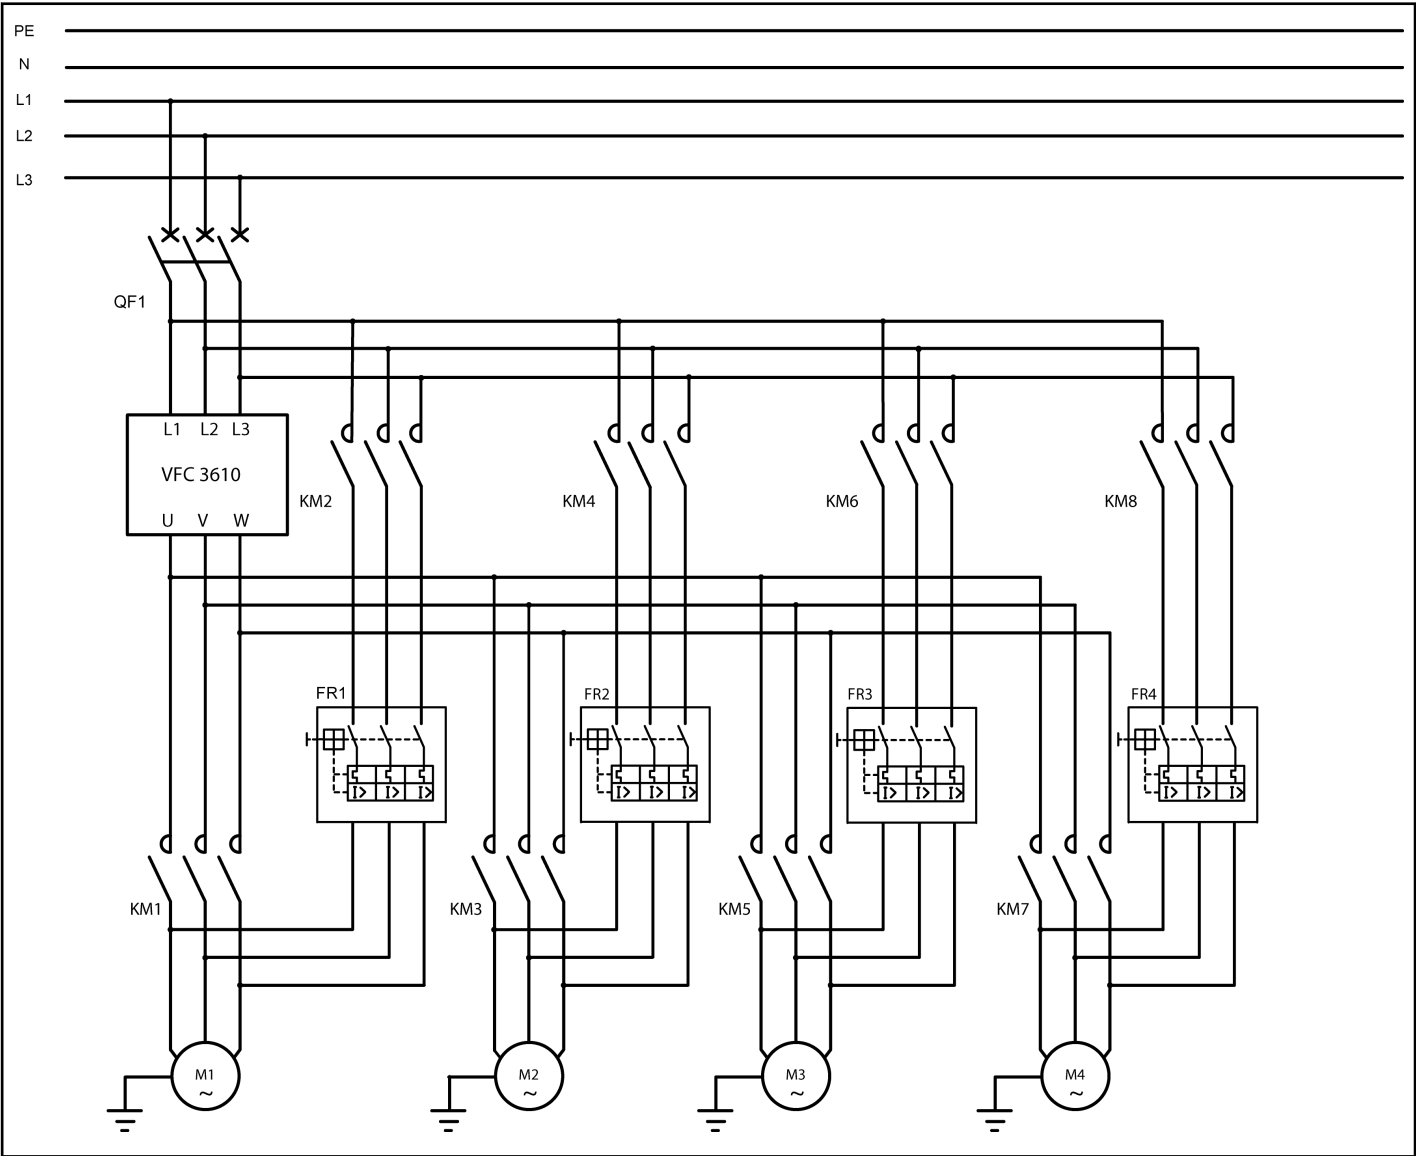 PE
N
L1
L2
L3
QF1
L1 L2 L3
VFC 3610
U V W
KM2
KM4
KM6
KM8
FR1
FR2
FR3
FR4
I> I> I>
I> I> I>
I> I> I>
I> I> I>
KM1
KM3
KM5
KM7
M1
~
M2
~
M3
~
M4
~